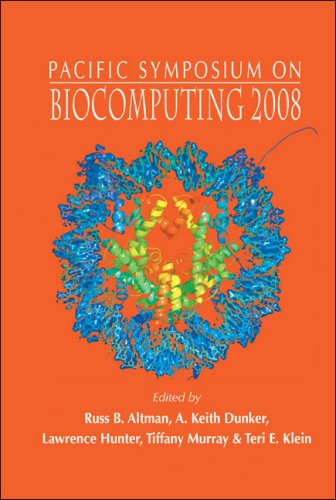 PACIFIC SYMPOSIUM ON
BIOCOMPUTING 2008
Edited by
Russ B. Altman, A. Keith Dunker,
Lawrence Hunter, Tiffany Murray & Teri E. Klein